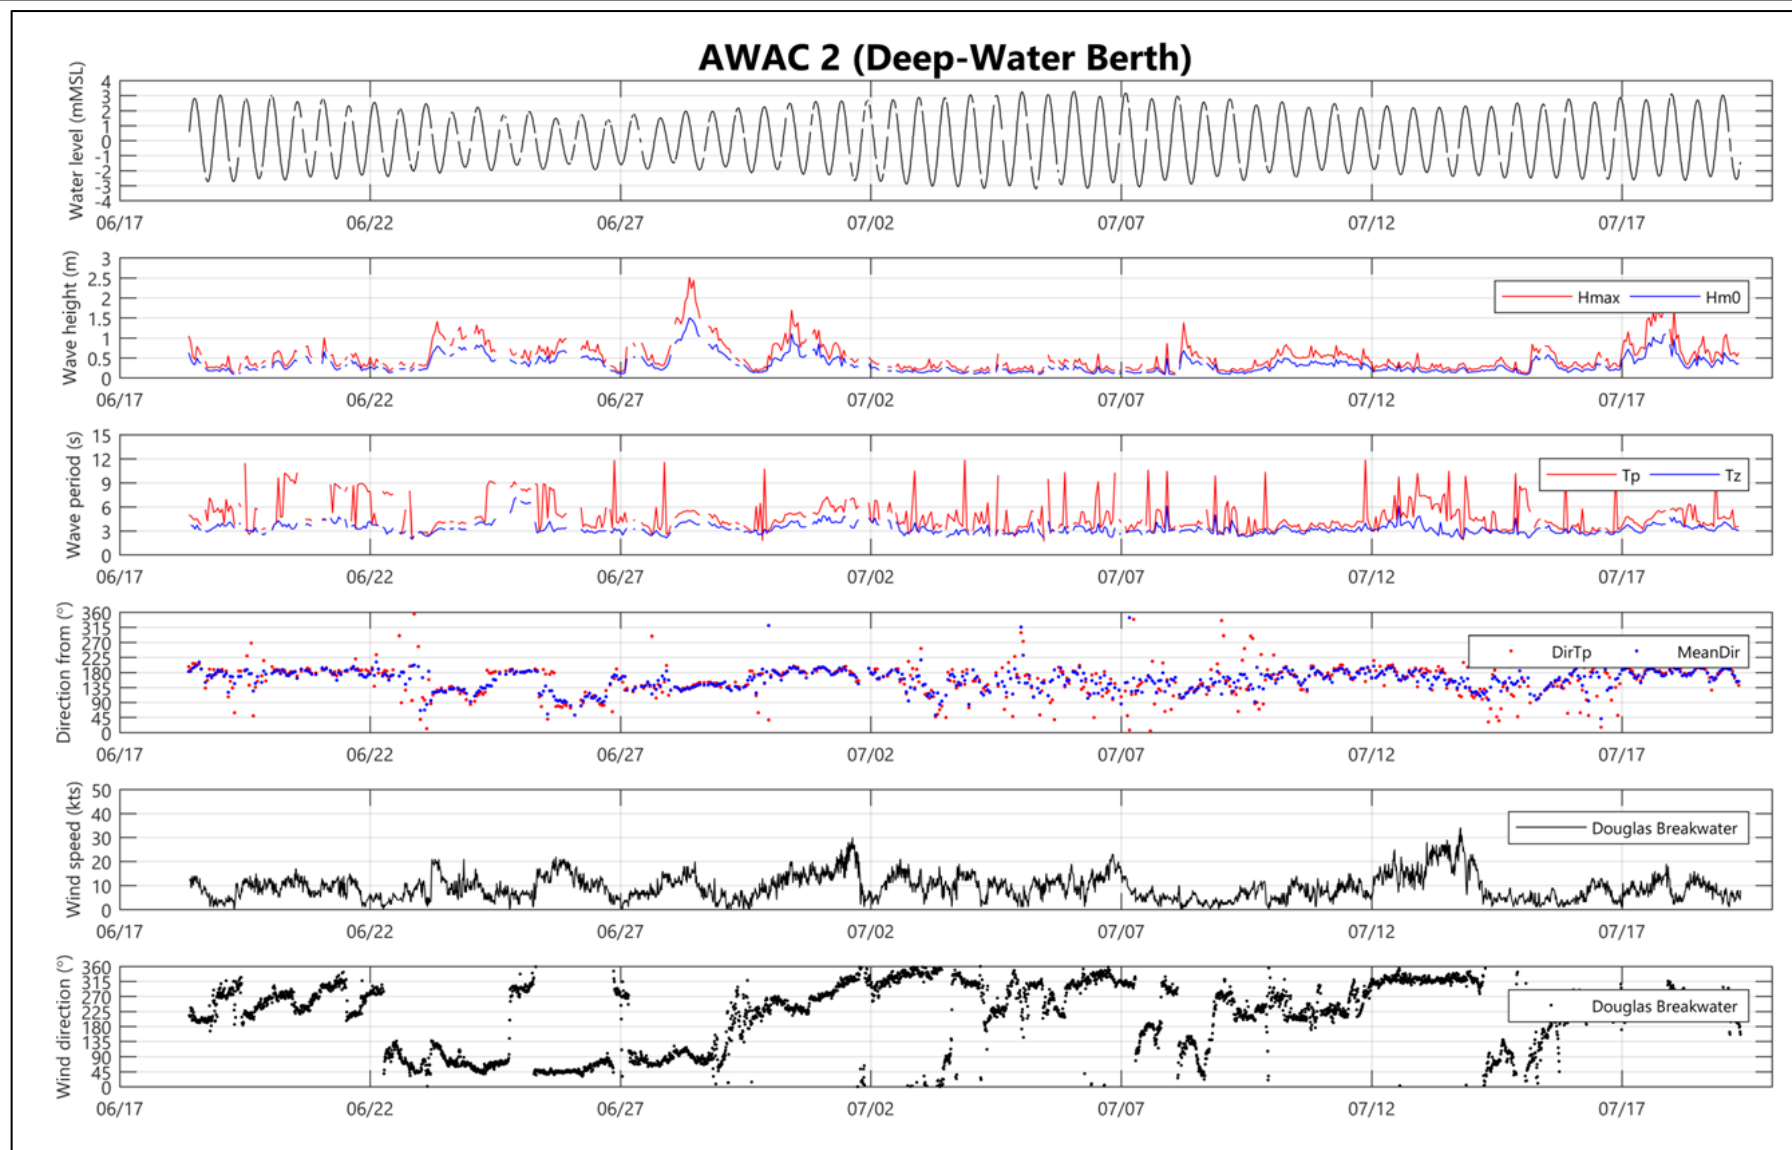 AWAC 2 (Deep-Water Berth)
Water level (mMSL)
4
3
2
1
0
-1
-2
-3
-4
06/17 06/22 06/27 07/02 07/07 07/12 07/17
Wave height (m)
3
2.5
2
1.5
1
0.5
0
Hmax Hm0
06/17 06/22 06/27 07/02 07/07 07/12 07/17
Wave period (s)
15
12
9
6
3
0
Tp Tz
06/17 06/22 06/27 07/02 07/07 07/12 07/17
Direction from (°)
360
315
270
225
180
135
90
45
0
DirTp MeanDir
06/17 06/22 06/27 07/02 07/07 07/12 07/17
Wind speed (kts)
50
40
30
20
10
0
Douglas Breakwater
06/17 06/22 06/27 07/02 07/07 07/12 07/17
Wind direction (°)
360
315
270
225
180
135
90
45
0
Douglas Breakwater
06/17 06/22 06/27 07/02 07/07 07/12 07/17